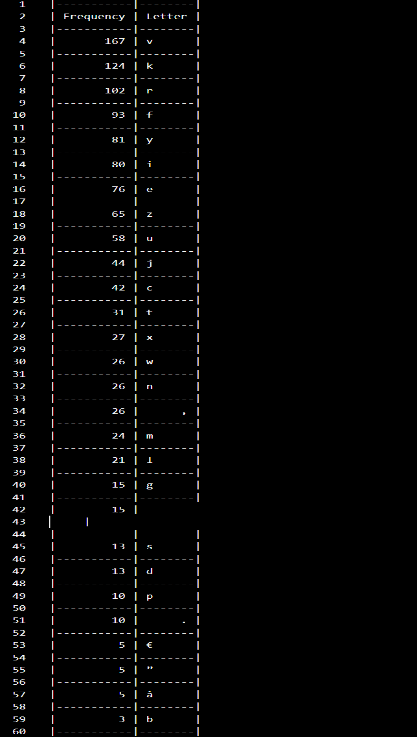 1 |-----------|--------|
2 | Frequency | Letter |
3 |-----------|--------|
4 | 167 | v |
5 |-----------|--------|
6 | 124 | k |
7 |-----------|--------|
8 | 102 | r |
9 |-----------|--------|
10 | 93 | f |
11 |-----------|--------|
12 | 81 | y |
13 |-----------|--------|
14 | 80 | i |
15 |-----------|--------|
16 | 76 | e |
17 |-----------|--------|
18 | 65 | z |
19 |-----------|--------|
20 | 58 | u |
21 |-----------|--------|
22 | 44 | j |
23 |-----------|--------|
24 | 42 | c |
25 |-----------|--------|
26 | 31 | t |
27 |-----------|--------|
28 | 27 | x |
29 |-----------|--------|
30 | 26 | w |
31 |-----------|--------|
32 | 26 | n |
33 |-----------|--------|
34 | 26 | , |
35 |-----------|--------|
36 | 24 | m |
37 |-----------|--------|
38 | 21 | l |
39 |-----------|--------|
40 | 15 | g |
41 |-----------|--------|
42 | 15 |
43 | |
44 |-----------|--------|
45 | 13 | s |
46 |-----------|--------|
47 | 13 | d |
48 |-----------|--------|
49 | 10 | p |
50 |-----------|--------|
51 | 10 | . |
52 |-----------|--------|
53 | 5 | € |
54 |-----------|--------|
55 | 5 | ” |
56 |-----------|--------|
57 | 5 | â |
58 |-----------|--------|
59 | 3 | b |
60 |-----------|--------|